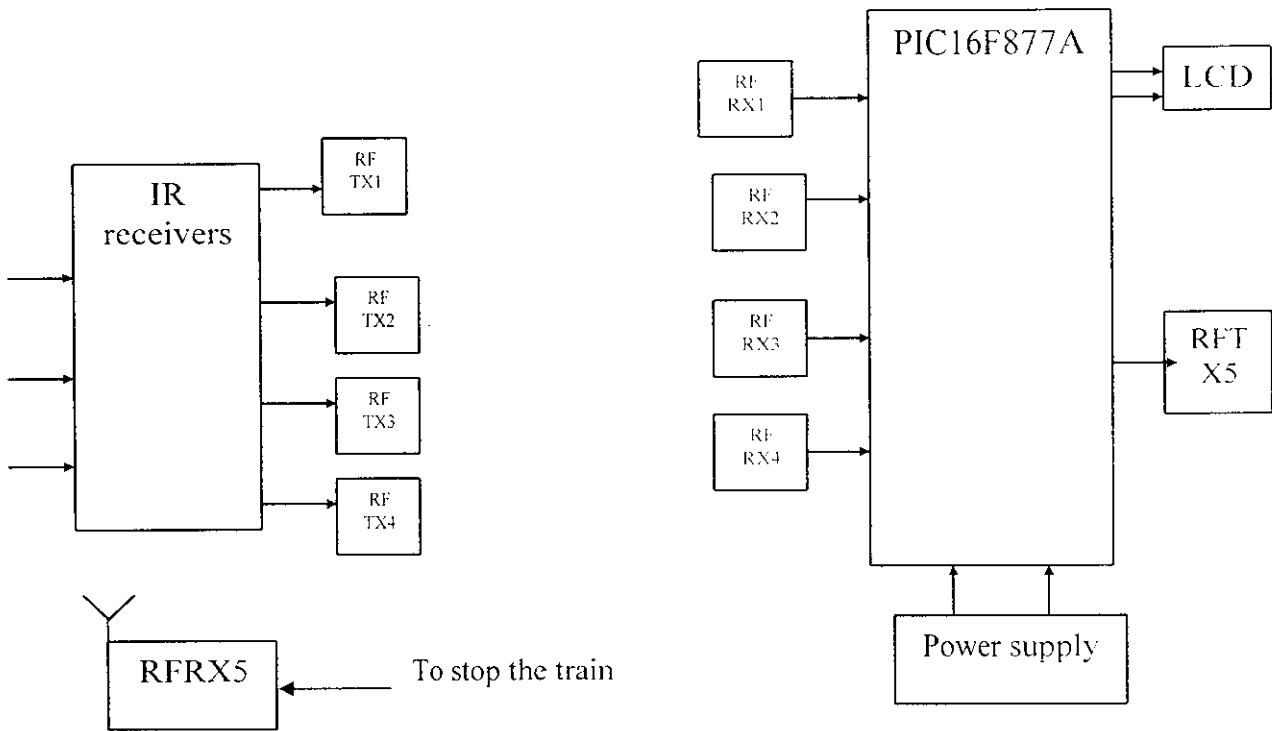 IR
receivers
RF
TX1
RF
TX2
RF
TX3
RF
TX4
RFRX5
To stop the train
PIC16F877A
RF
RX1
RF
RX2
RF
RX3
RF
RX4
LCD
RFT
X5
Power supply